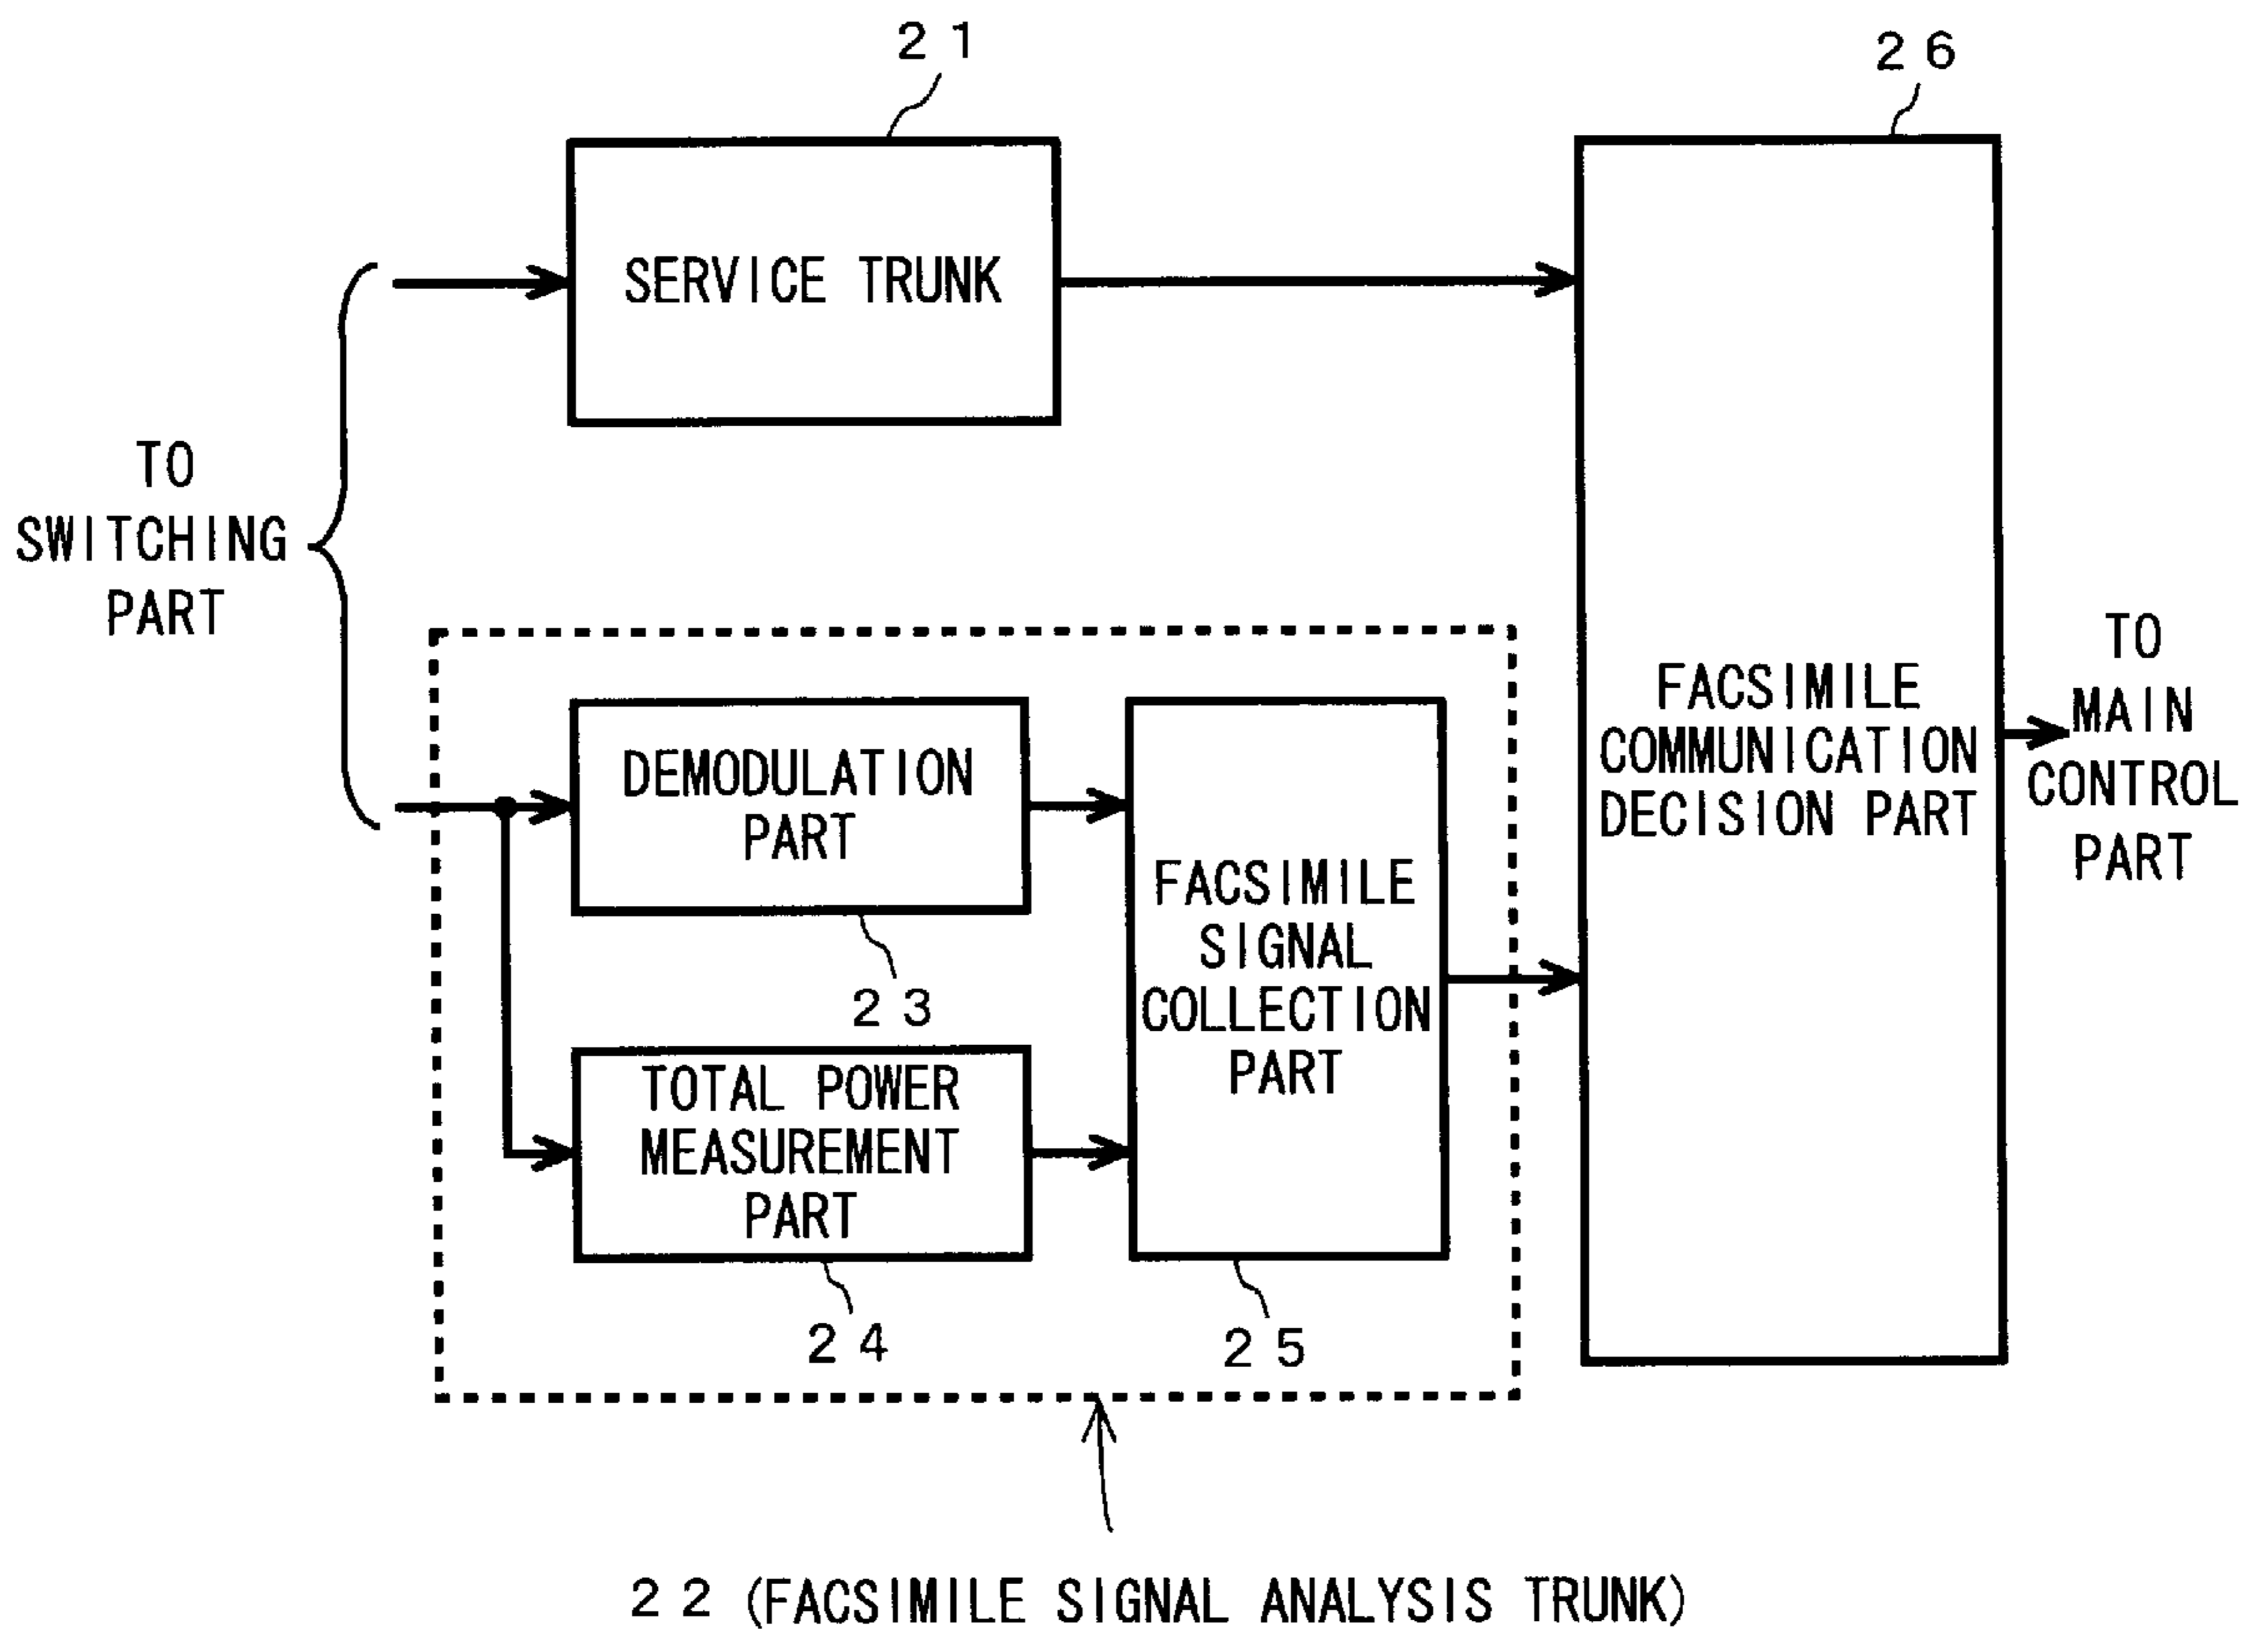 21
26
SERVICE TRUNK
TO
SWITCHING
PART
FACSIMILE
COMMUNICATION
DECISION PART
TO
MAIN
CONTROL
PART
DEMODULATION
PART
23
FACSIMILE
SIGNAL
COLLECTION
PART
TOTAL POWER
MEASUREMENT
PART
24
25
22 (FACSIMILE SIGNAL ANALYSIS TRUNK)